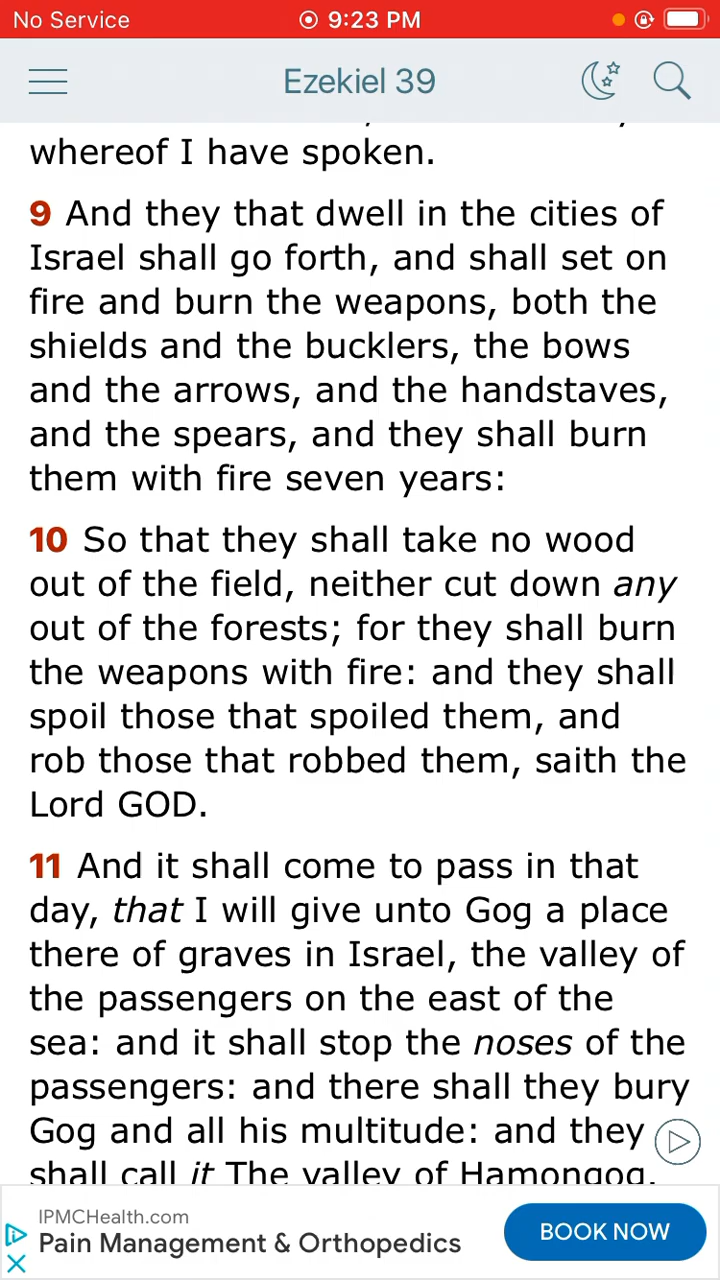 No Service 9:23 PM
Ezekiel 39
whereof I have spoken.
9 And they that dwell in the cities of
Israel shall go forth, and shall set on
fire and burn the weapons, both the
shields and the bucklers, the bows
and the arrows, and the handstaves,
and the spears, and they shall burn
them with fire seven years:
10 So that they shall take no wood
out of the field, neither cut down any
out of the forests; for they shall burn
the weapons with fire: and they shall
spoil those that spoiled them, and
rob those that robbed them, saith the
Lord GOD.
11 And it shall come to pass in that
day, that I will give unto Gog a place
there of graves in Israel, the valley of
the passengers on the east of the
sea: and it shall stop the noses of the
passengers: and there shall they bury
Gog and all his multitude: and they
shall call it The valley of Hamongog.
IPMCHealth.com
Pain Management & Orthopedics
BOOK NOW